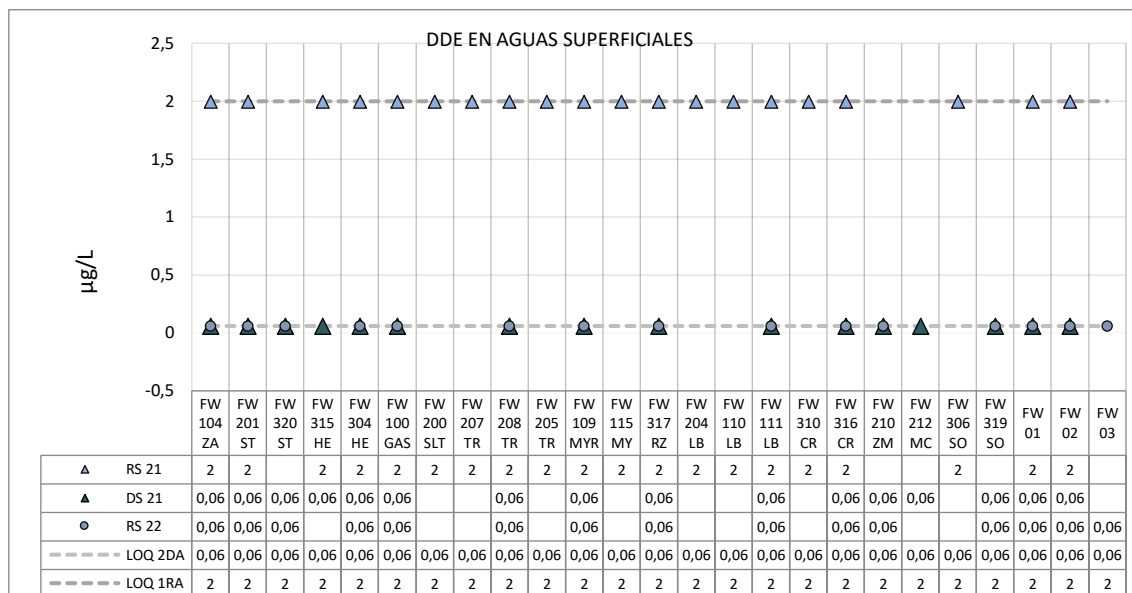 DDE EN AGUAS SUPERFICIALES
2,5
2
1,5
1
0,5
0
-0,5
µg/L
FW FW FW FW FW FW FW FW FW FW FW FW FW FW FW FW FW FW FW FW FW FW FW FW FW
104 201 320 315 304 100 200 207 208 205 109 115 317 204 110 111 310 316 210 212 306 319 01 02 03
ZA ST ST HE HE GAS SLT TR TR TR MYR MY RZ LB LB LB CR CR ZM MC SO SO
RS 21 2 2 2 2 2 2 2 2 2 2 2 2 2 2 2 2 2 2 2 2
DS 21 0,06 0,06 0,06 0,06 0,06 0,06 0,06 0,06 0,06 0,06 0,06 0,06 0,06 0,06 0,06 0,06
RS 22 0,06 0,06 0,06 0,06 0,06 0,06 0,06 0,06 0,06 0,06 0,06 0,06 0,06 0,06 0,06
LOQ 2DA 0,06 0,06 0,06 0,06 0,06 0,06 0,06 0,06 0,06 0,06 0,06 0,06 0,06 0,06 0,06 0,06 0,06 0,06 0,06 0,06 0,06 0,06 0,06 0,06 0,06
LOQ 1RA 2 2 2 2 2 2 2 2 2 2 2 2 2 2 2 2 2 2 2 2 2 2 2 2 2